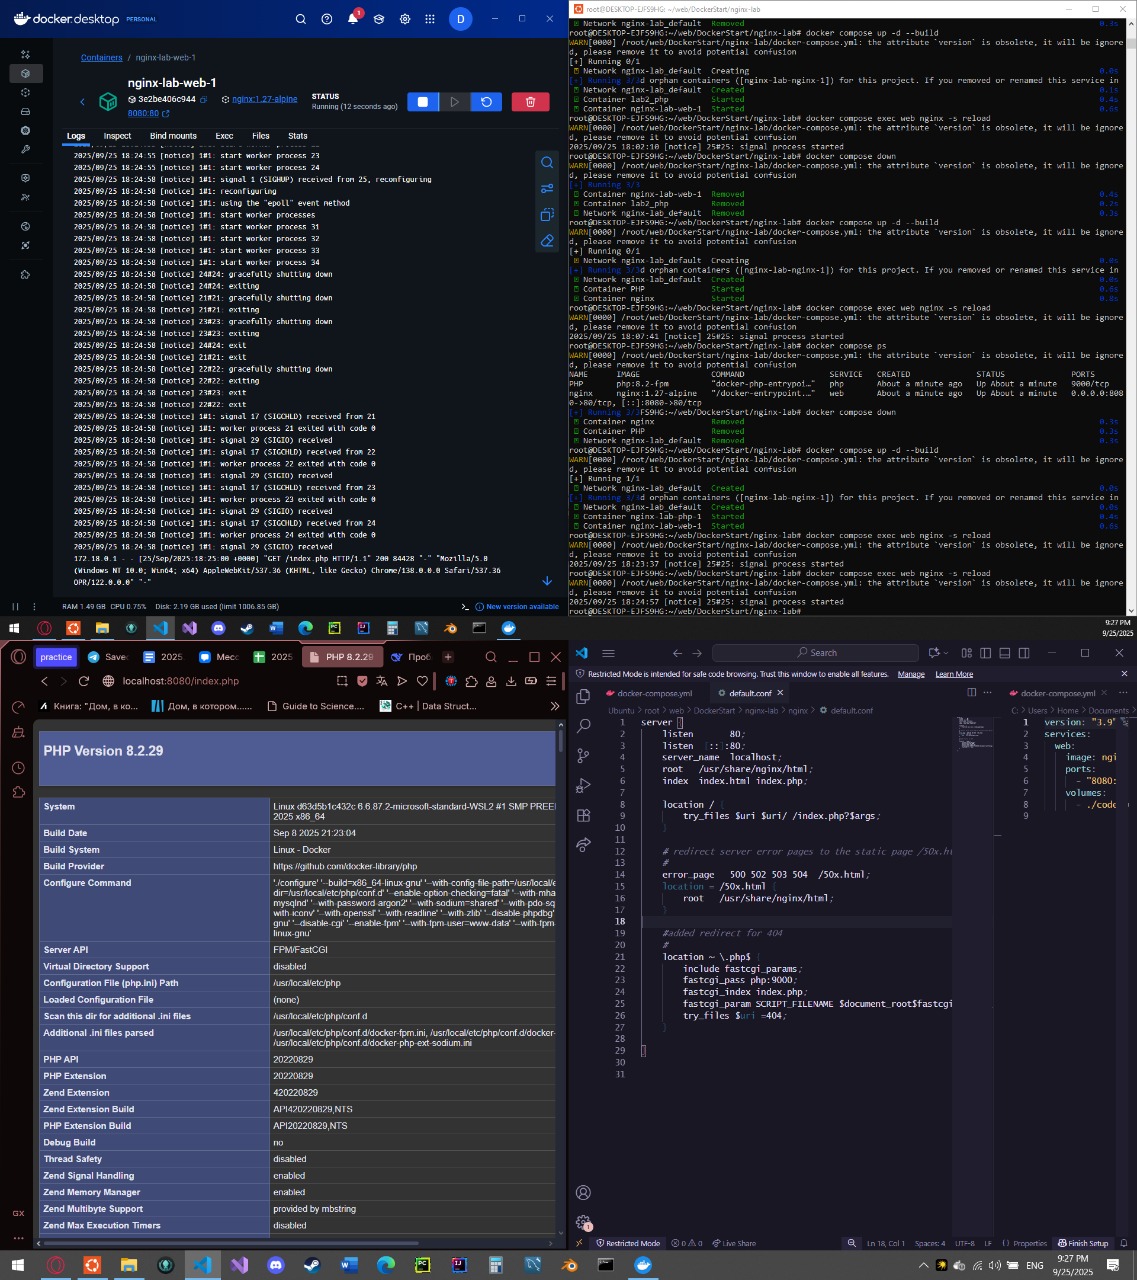 docker.desktop PERSONAL
1
D
Containers / nginx-lab-web-1
nginx-lab-web-1
3e2be406c944
nginx:1.27-alpine
8080:80
STATUS
Running (12 seconds ago)
Logs
Inspect
Bind mounts
Exec
Files
Stats
2025/09/25 18:24:55 [notice] 1#1: start worker process 23
2025/09/25 18:24:55 [notice] 1#1: start worker process 24
2025/09/25 18:24:58 [notice] 1#1: signal 1 (SIGHUP) received from 25, reconfiguring
2025/09/25 18:24:58 [notice] 1#1: reconfiguring
2025/09/25 18:24:58 [notice] 1#1: using the "epoll" event method
2025/09/25 18:24:58 [notice] 1#1: start worker processes
2025/09/25 18:24:58 [notice] 1#1: start worker process 31
2025/09/25 18:24:58 [notice] 1#1: start worker process 32
2025/09/25 18:24:58 [notice] 1#1: start worker process 33
2025/09/25 18:24:58 [notice] 1#1: start worker process 34
2025/09/25 18:24:58 [notice] 24#24: gracefully shutting down
2025/09/25 18:24:58 [notice] 24#24: exiting
2025/09/25 18:24:58 [notice] 21#21: gracefully shutting down
2025/09/25 18:24:58 [notice] 21#21: exiting
2025/09/25 18:24:58 [notice] 23#23: gracefully shutting down
2025/09/25 18:24:58 [notice] 23#23: exiting
2025/09/25 18:24:58 [notice] 24#24: exit
2025/09/25 18:24:58 [notice] 21#21: exit
2025/09/25 18:24:58 [notice] 22#22: gracefully shutting down
2025/09/25 18:24:58 [notice] 22#22: exiting
2025/09/25 18:24:58 [notice] 23#23: exit
2025/09/25 18:24:58 [notice] 22#22: exit
2025/09/25 18:24:58 [notice] 1#1: signal 17 (SIGCHLD) received from 21
2025/09/25 18:24:58 [notice] 1#1: worker process 21 exited with code 0
2025/09/25 18:24:58 [notice] 1#1: signal 29 (SIGIO) received
2025/09/25 18:24:58 [notice] 1#1: signal 17 (SIGCHLD) received from 22
2025/09/25 18:24:58 [notice] 1#1: worker process 22 exited with code 0
2025/09/25 18:24:58 [notice] 1#1: signal 29 (SIGIO) received
2025/09/25 18:24:58 [notice] 1#1: signal 17 (SIGCHLD) received from 23
2025/09/25 18:24:58 [notice] 1#1: worker process 23 exited with code 0
2025/09/25 18:24:58 [notice] 1#1: signal 29 (SIGIO) received
2025/09/25 18:24:58 [notice] 1#1: signal 17 (SIGCHLD) received from 24
2025/09/25 18:24:58 [notice] 1#1: worker process 24 exited with code 0
2025/09/25 18:24:58 [notice] 1#1: signal 29 (SIGIO) received
172.18.0.1 - - [25/Sep/2025:18:25:00 +0000] "GET /index.php HTTP/1.1" 200 84428 "-" "Mozilla/5.0
(Windows NT 10.0; Win64; x64) AppleWebKit/537.36 (KHTML, like Gecko) Chrome/138.0.0.0 Safari/537.36
OPR/122.0.0.0" "-"
RAM 1.49 GB CPU 0.75% Disk: 2.19 GB used (limit 1006.85 GB)
New version available
root@DESKTOP-EJFS9HG: ~/web/DockerStart/nginx-lab
Network nginx-lab_default Removed 0.3s
root@DESKTOP-EJFS9HG:~/web/DockerStart/nginx-lab# docker compose up -d --build
WARN[0000] /root/web/DockerStart/nginx-lab/docker-compose.yml: the attribute `version` is obsolete, it will be ignore
d, please remove it to avoid potential confusion
[+] Running 0/1
Network nginx-lab_default Creating 0.0s
[+] Running 3/3d orphan containers ([nginx-lab-nginx-1]) for this project. If you removed or renamed this service in
Network nginx-lab_default Created 0.1s
Container lab2_php Started 0.4s
Container nginx-lab-web-1 Started 0.6s
root@DESKTOP-EJFS9HG:~/web/DockerStart/nginx-lab# docker compose exec web nginx -s reload
WARN[0000] /root/web/DockerStart/nginx-lab/docker-compose.yml: the attribute `version` is obsolete, it will be ignore
d, please remove it to avoid potential confusion
2025/09/25 18:02:10 [notice] 25#25: signal process started
root@DESKTOP-EJFS9HG:~/web/DockerStart/nginx-lab# docker compose down
WARN[0000] /root/web/DockerStart/nginx-lab/docker-compose.yml: the attribute `version` is obsolete, it will be ignore
d, please remove it to avoid potential confusion
[+] Running 3/3
Container nginx-lab-web-1 Removed 0.4s
Container lab2_php Removed 0.2s
Network nginx-lab_default Removed 0.3s
root@DESKTOP-EJFS9HG:~/web/DockerStart/nginx-lab# docker compose up -d --build
WARN[0000] /root/web/DockerStart/nginx-lab/docker-compose.yml: the attribute `version` is obsolete, it will be ignore
d, please remove it to avoid potential confusion
[+] Running 0/1
Network nginx-lab_default Creating 0.0s
[+] Running 3/3d orphan containers ([nginx-lab-nginx-1]) for this project. If you removed or renamed this service in
Network nginx-lab_default Created 0.0s
Container PHP Started 0.6s
Container nginx Started 0.8s
root@DESKTOP-EJFS9HG:~/web/DockerStart/nginx-lab# docker compose exec web nginx -s reload
WARN[0000] /root/web/DockerStart/nginx-lab/docker-compose.yml: the attribute `version` is obsolete, it will be ignore
d, please remove it to avoid potential confusion
2025/09/25 18:07:41 [notice] 25#25: signal process started
root@DESKTOP-EJFS9HG:~/web/DockerStart/nginx-lab# docker compose ps
WARN[0000] /root/web/DockerStart/nginx-lab/docker-compose.yml: the attribute `version` is obsolete, it will be ignore
d, please remove it to avoid potential confusion
NAME IMAGE COMMAND SERVICE CREATED STATUS PORTS
PHP php:8.2-fpm "docker-php-entrypoi…" php About a minute ago Up About a minute 9000/tcp
nginx nginx:1.27-alpine "/docker-entrypoint.…" web About a minute ago Up About a minute 0.0.0.0:808
0->80/tcp, [::]:8080->80/tcp
[+] Running 3/3DESKTOP-EJFS9HG:~/web/DockerStart/nginx-lab# docker compose down
Container nginx Removed 0.3s
Container PHP Removed 0.3s
Network nginx-lab_default Removed 0.3s
root@DESKTOP-EJFS9HG:~/web/DockerStart/nginx-lab# docker compose up -d --build
WARN[0000] /root/web/DockerStart/nginx-lab/docker-compose.yml: the attribute `version` is obsolete, it will be ignore
d, please remove it to avoid potential confusion
[+] Running 1/1
Network nginx-lab_default Created 0.0s
[+] Running 3/3d orphan containers ([nginx-lab-nginx-1]) for this project. If you removed or renamed this service in
Network nginx-lab_default Created 0.0s
Container nginx-lab-php-1 Started 0.4s
Container nginx-lab-web-1 Started 0.6s
root@DESKTOP-EJFS9HG:~/web/DockerStart/nginx-lab# docker compose exec web nginx -s reload
WARN[0000] /root/web/DockerStart/nginx-lab/docker-compose.yml: the attribute `version` is obsolete, it will be ignore
d, please remove it to avoid potential confusion
2025/09/25 18:23:37 [notice] 25#25: signal process started
root@DESKTOP-EJFS9HG:~/web/DockerStart/nginx-lab# docker compose exec web nginx -s reload
WARN[0000] /root/web/DockerStart/nginx-lab/docker-compose.yml: the attribute `version` is obsolete, it will be ignore
d, please remove it to avoid potential confusion
2025/09/25 18:24:57 [notice] 25#25: signal process started
root@DESKTOP-EJFS9HG:~/web/DockerStart/nginx-lab#
9:27 PM
9/25/2025
practice
Save
2025
Месс
2025
PHP 8.2.29
Проб
localhost:8080/index.php
Книга: "Дом, в ко...
Дом, в котором......
Guide to Science....
C++ | Data Struct...
PHP Version 8.2.29
System Linux d63d5b1c432c 6.6.87.2-microsoft-standard-WSL2 #1 SMP PREE
2025 x86_64
Build Date Sep 8 2025 21:23:04
Build System Linux - Docker
Build Provider https://github.com/docker-library/php
Configure Command './configure' '--build=x86_64-linux-gnu' '--with-config-file-path=/usr/local/e
dir=/usr/local/etc/php/conf.d' '--enable-option-checking=fatal' '--with-mha
mysqlnd' '--with-password-argon2' '--with-sodium=shared' '--with-pdo-sq
with-iconv' '--with-openssl' '--with-readline' '--with-zlib' '--disable-phpdbg'
gnu' '--disable-cgi' '--enable-fpm' '--with-fpm-user=www-data' '--with-fpm
linux-gnu'
Server API FPM/FastCGI
Virtual Directory Support disabled
Configuration File (php.ini) Path /usr/local/etc/php
Loaded Configuration File (none)
Scan this dir for additional .ini files /usr/local/etc/php/conf.d
Additional .ini files parsed /usr/local/etc/php/conf.d/docker-fpm.ini, /usr/local/etc/php/conf.d/docker-
/usr/local/etc/php/conf.d/docker-php-ext-sodium.ini
PHP API 20220829
PHP Extension 20220829
Zend Extension 420220829
Zend Extension Build API420220829,NTS
PHP Extension Build API20220829,NTS
Debug Build no
Thread Safety disabled
Zend Signal Handling enabled
Zend Memory Manager enabled
Zend Multibyte Support provided by mbstring
Zend Max Execution Timers disabled
GX
Search
Restricted Mode is intended for safe code browsing. Trust this window to enable all features. Manage Learn More
docker-compose.yml
default.conf
docker-compose.yml
Ubuntu > root > web > DockerStart > nginx-lab > nginx > default.conf
C: > Users > Home > Documents >
1 server {
2 listen 80;
3 listen [::]:80;
4 server_name localhost;
5 root /usr/share/nginx/html;
6 index index.html index.php;
7
8 location / {
9 try_files $uri $uri/ /index.php?$args;
10 }
11
12 # redirect server error pages to the static page /50x.ht
13 #
14 error_page 500 502 503 504 /50x.html;
15 location = /50x.html {
16 root /usr/share/nginx/html;
17 }
18
19 #added redirect for 404
20 #
21 location ~ \.php$ {
22 include fastcgi_params;
23 fastcgi_pass php:9000;
24 fastcgi_index index.php;
25 fastcgi_param SCRIPT_FILENAME $document_root$fastcgi
26 try_files $uri =404;
27 }
28
29 }
30
31
1 version: "3.9"
2 services:
3 web:
4 image: ngi
5 ports:
6 - "8080:
7 volumes:
8 - ./code
9
1
Restricted Mode
0 0
Live Share
Ln 18, Col 1
Spaces: 4
UTF-8
LF
Properties
Finish Setup
ENG
9:27 PM
9/25/2025